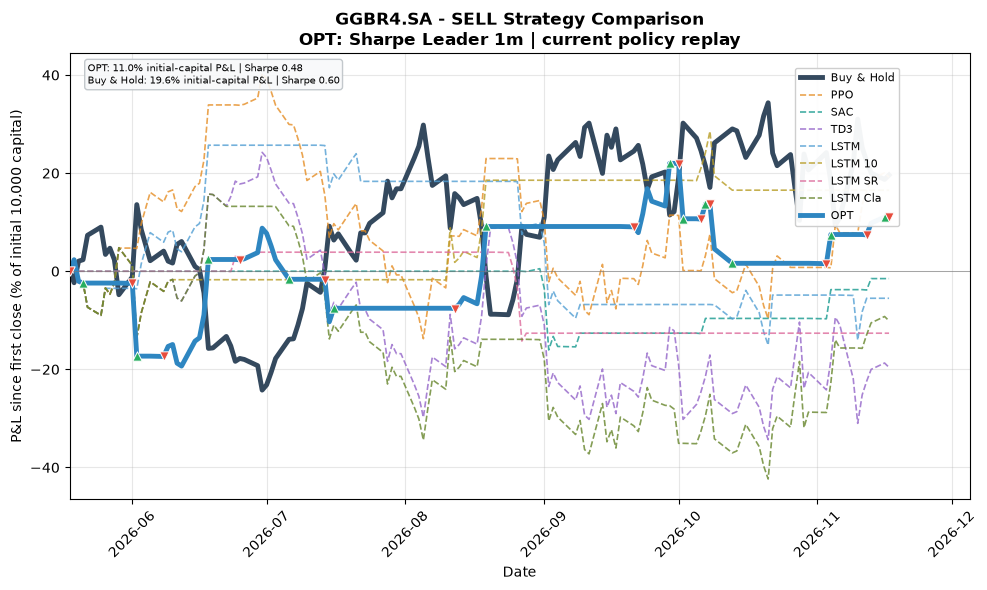 GGBR4.SA - SELL Strategy Comparison
OPT: Sharpe Leader 1m | current policy replay
OPT: 11.0% initial-capital P&L | Sharpe 0.48
Buy & Hold: 19.6% initial-capital P&L | Sharpe 0.60
Buy & Hold
PPO
SAC
TD3
LSTM
LSTM 10
LSTM SR
LSTM Cla
OPT
P&L since first close (% of initial 10,000 capital)
40
20
0
−20
−40
2026-06
2026-07
2026-08
2026-09
2026-10
2026-11
2026-12
Date